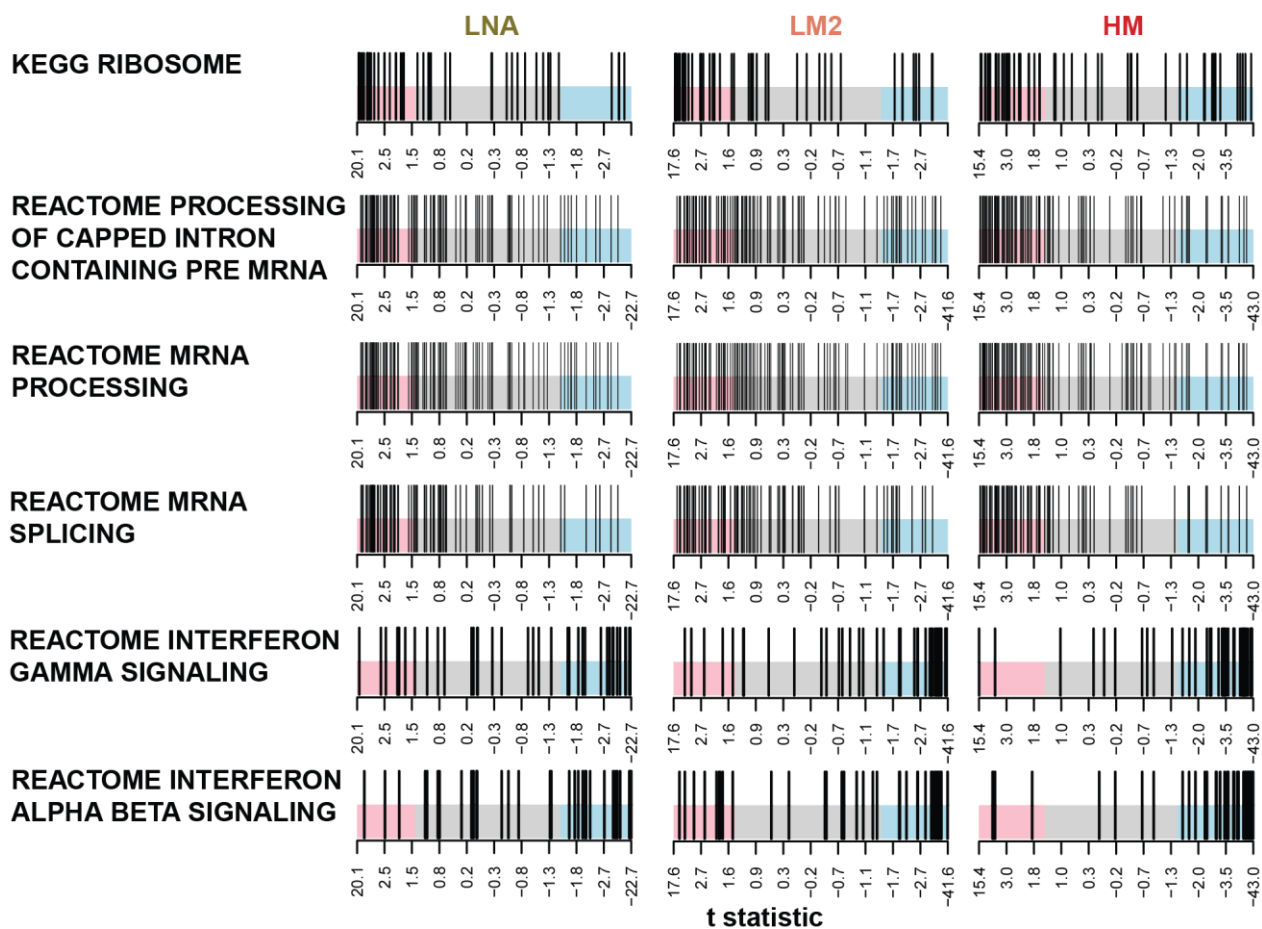 LNA LM2 HM
KEGG RIBOSOME
20.1 2.5 1.5 0.8 0.2 −0.3 −0.8 −1.3 −1.8 −2.7 17.6 2.7 1.6 0.9 0.3 −0.2 −0.7 −1.1 −1.7 −2.7 15.4 3.0 1.8 1.0 0.3 −0.2 −0.7 −1.3 −2.0 −3.5
REACTOME PROCESSING
OF CAPPED INTRON
CONTAINING PRE MRNA
20.1 2.5 1.5 0.8 0.2 −0.3 −0.8 −1.3 −1.8 −2.7 −22.7 17.6 2.7 1.6 0.9 0.3 −0.2 −0.7 −1.1 −1.7 −2.7 −41.6 15.4 3.0 1.8 1.0 0.3 −0.2 −0.7 −1.3 −2.0 −3.5 −43.0
REACTOME MRNA
PROCESSING
20.1 2.5 1.5 0.8 0.2 −0.3 −0.8 −1.3 −1.8 −2.7 −22.7 17.6 2.7 1.6 0.9 0.3 −0.2 −0.7 −1.1 −1.7 −2.7 −41.6 15.4 3.0 1.8 1.0 0.3 −0.2 −0.7 −1.3 −2.0 −3.5 −43.0
REACTOME MRNA
SPLICING
20.1 2.5 1.5 0.8 0.2 −0.3 −0.8 −1.3 −1.8 −2.7 −22.7 17.6 2.7 1.6 0.9 0.3 −0.2 −0.7 −1.1 −1.7 −2.7 −41.6 15.4 3.0 1.8 1.0 0.3 −0.2 −0.7 −1.3 −2.0 −3.5 −43.0
REACTOME INTERFERON
GAMMA SIGNALING
20.1 2.5 1.5 0.8 0.2 −0.3 −0.8 −1.3 −1.8 −2.7 −22.7 17.6 2.7 1.6 0.9 0.3 −0.2 −0.7 −1.1 −1.7 −2.7 −41.6 15.4 3.0 1.8 1.0 0.3 −0.2 −0.7 −1.3 −2.0 −3.5 −43.0
REACTOME INTERFERON
ALPHA BETA SIGNALING
20.1 2.5 1.5 0.8 0.2 −0.3 −0.8 −1.3 −1.8 −2.7 −22.7 17.6 2.7 1.6 0.9 0.3 −0.2 −0.7 −1.1 −1.7 −2.7 −41.6 15.4 3.0 1.8 1.0 0.3 −0.2 −0.7 −1.3 −2.0 −3.5 −43.0
t statistic